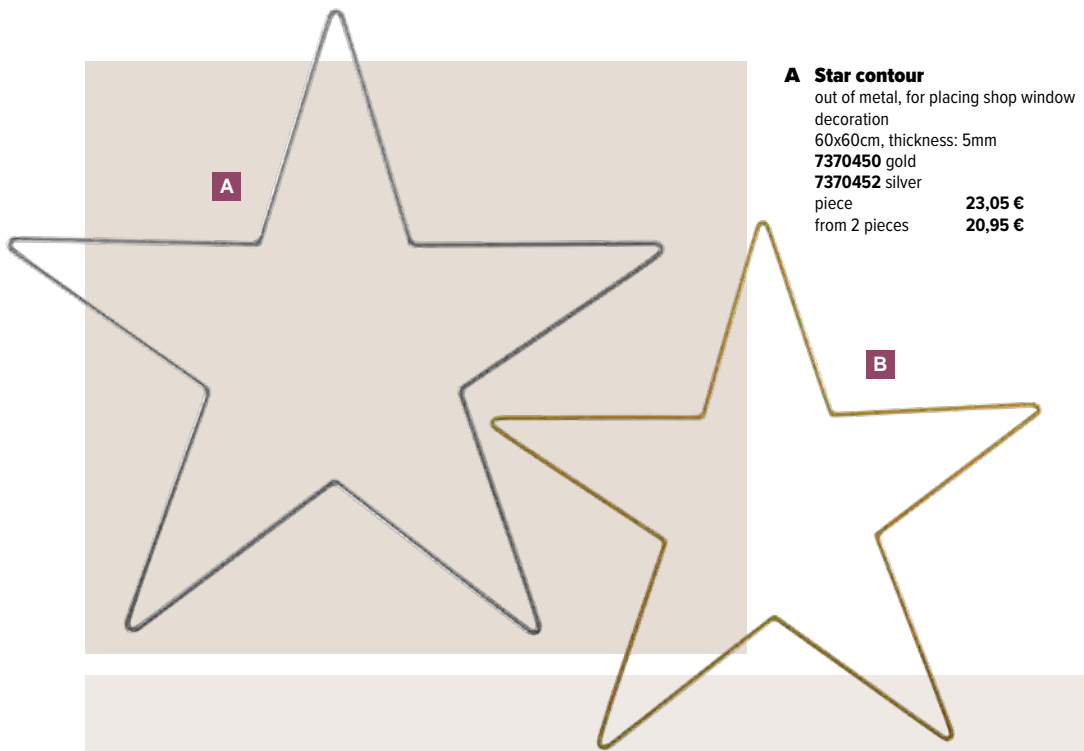 A
A Star contour
out of metal, for placing shop window
decoration
60x60cm, thickness: 5mm
7370450 gold
7370452 silver
piece 23,05 €
from 2 pieces 20,95 €
B